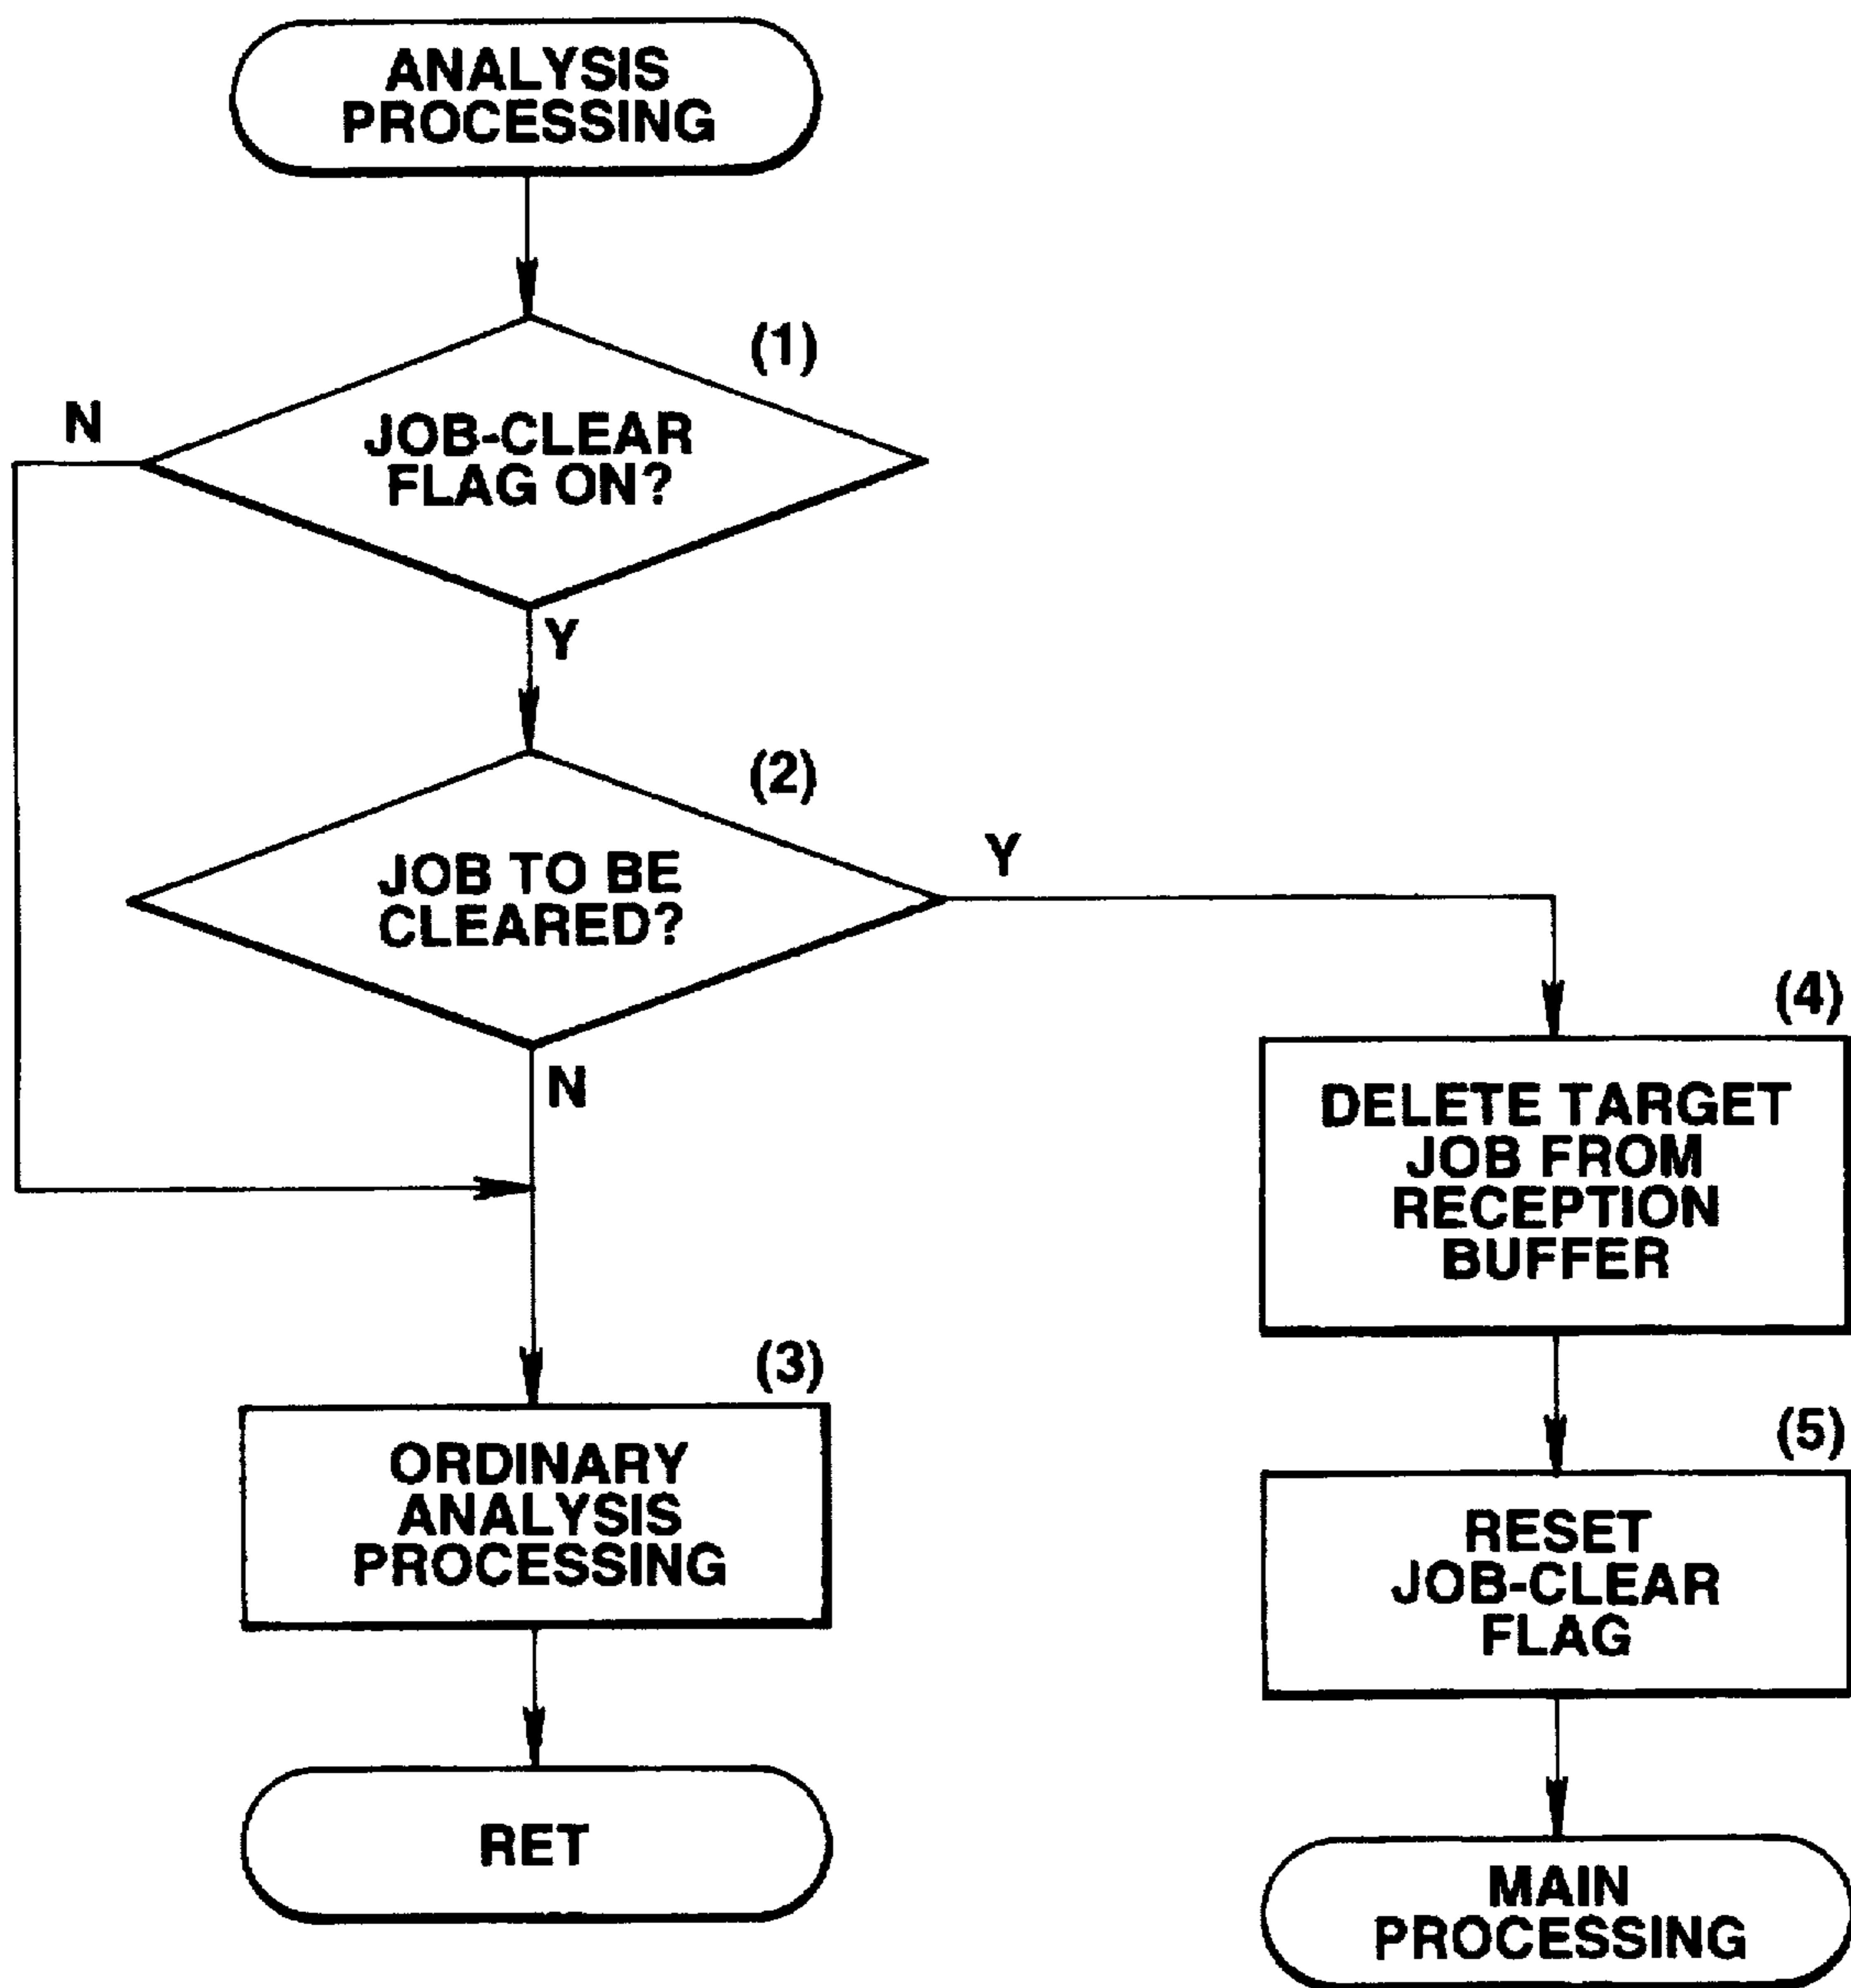 ANALYSIS
PROCESSING
(1)
N
JOB-CLEAR
FLAG ON?
Y
(2)
JOB TO BE
CLEARED?
Y
N
(4)
DELETE TARGET
JOB FROM
RECEPTION
BUFFER
(3)
ORDINARY
ANALYSIS
PROCESSING
(5)
RESET
JOB-CLEAR
FLAG
RET
MAIN
PROCESSING